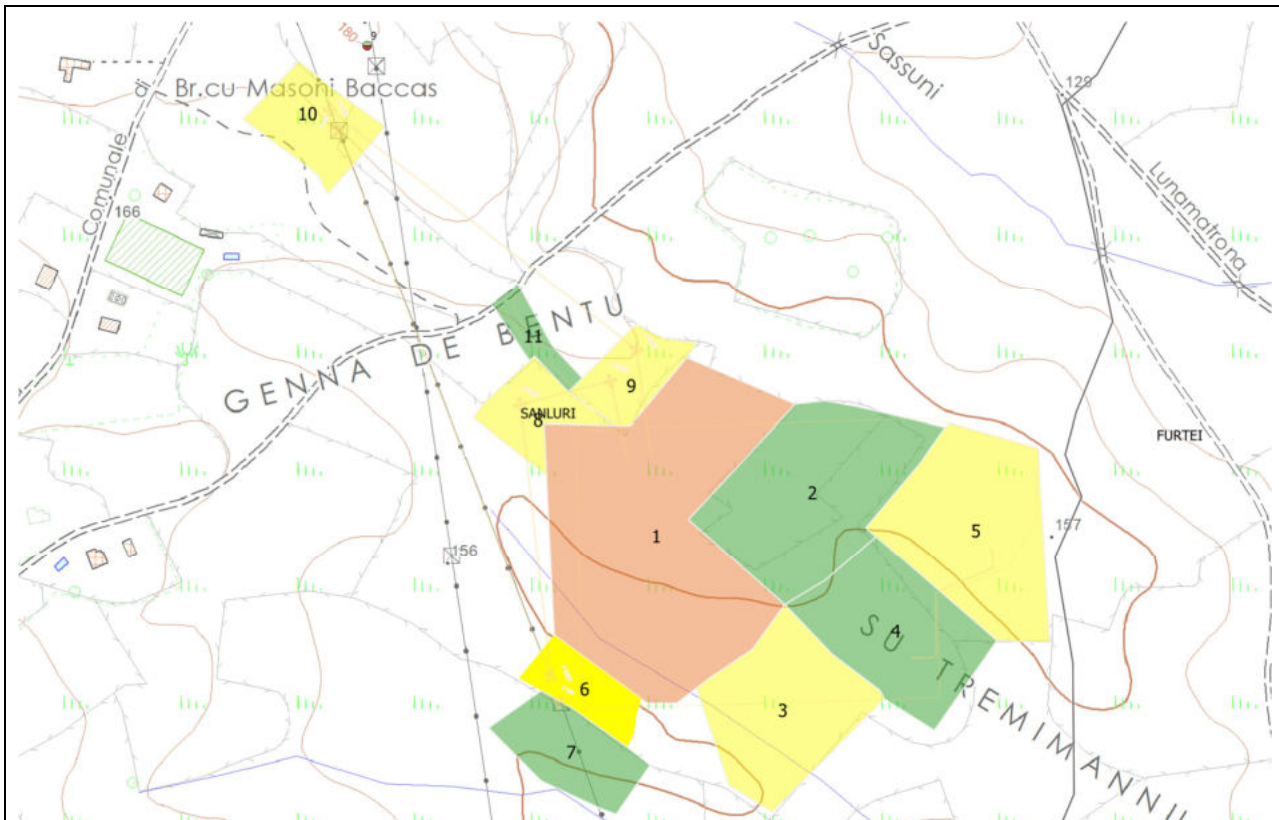 9
180
Br.cu Masoni Baccas
10
Sassuni
129
Comunale
166
Lunamatrona
11
GENNA DE BENTU
9
SANLURI
8
FURTEI
2
1
5
157
156
4
SU TREMIMANNU
6
3
7